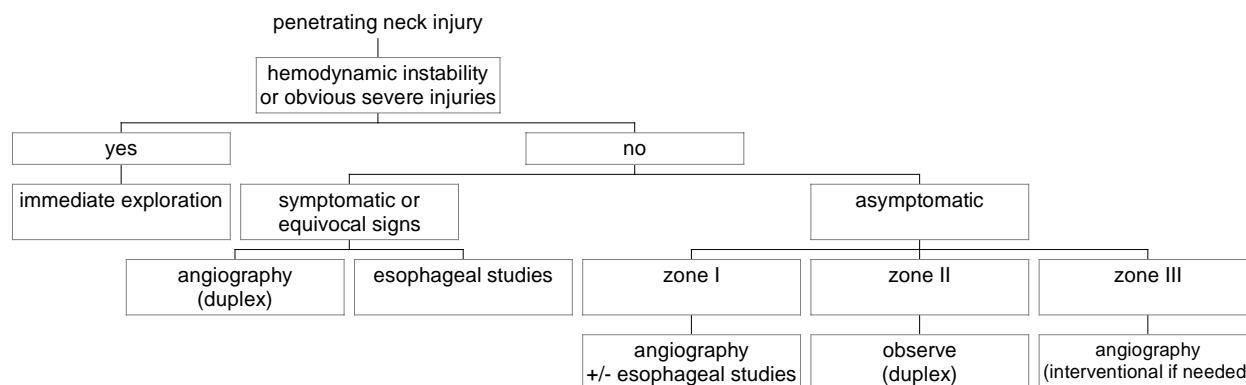 penetrating neck injury
hemodynamic instability
or obvious severe injuries
yes
no
immediate exploration
symptomatic or
equivocal signs
asymptomatic
angiography
(duplex)
esophageal studies
zone I
zone II
zone III
angiography
+/- esophageal studies
observe
(duplex)
angiography
(interventional if needed